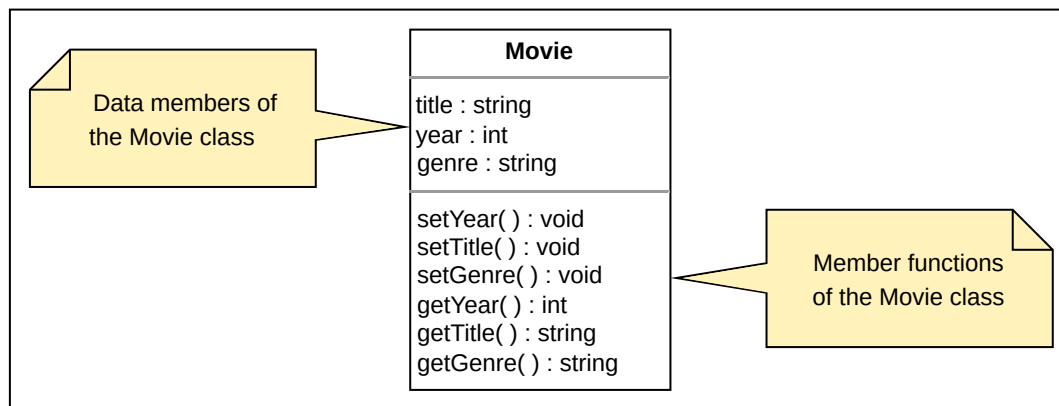 Movie
Data members of
the Movie class
title : string
year : int
genre : string
setYear( ) : void
setTitle( ) : void
setGenre( ) : void
getYear( ) : int
getTitle( ) : string
getGenre( ) : string
Member functions
of the Movie class